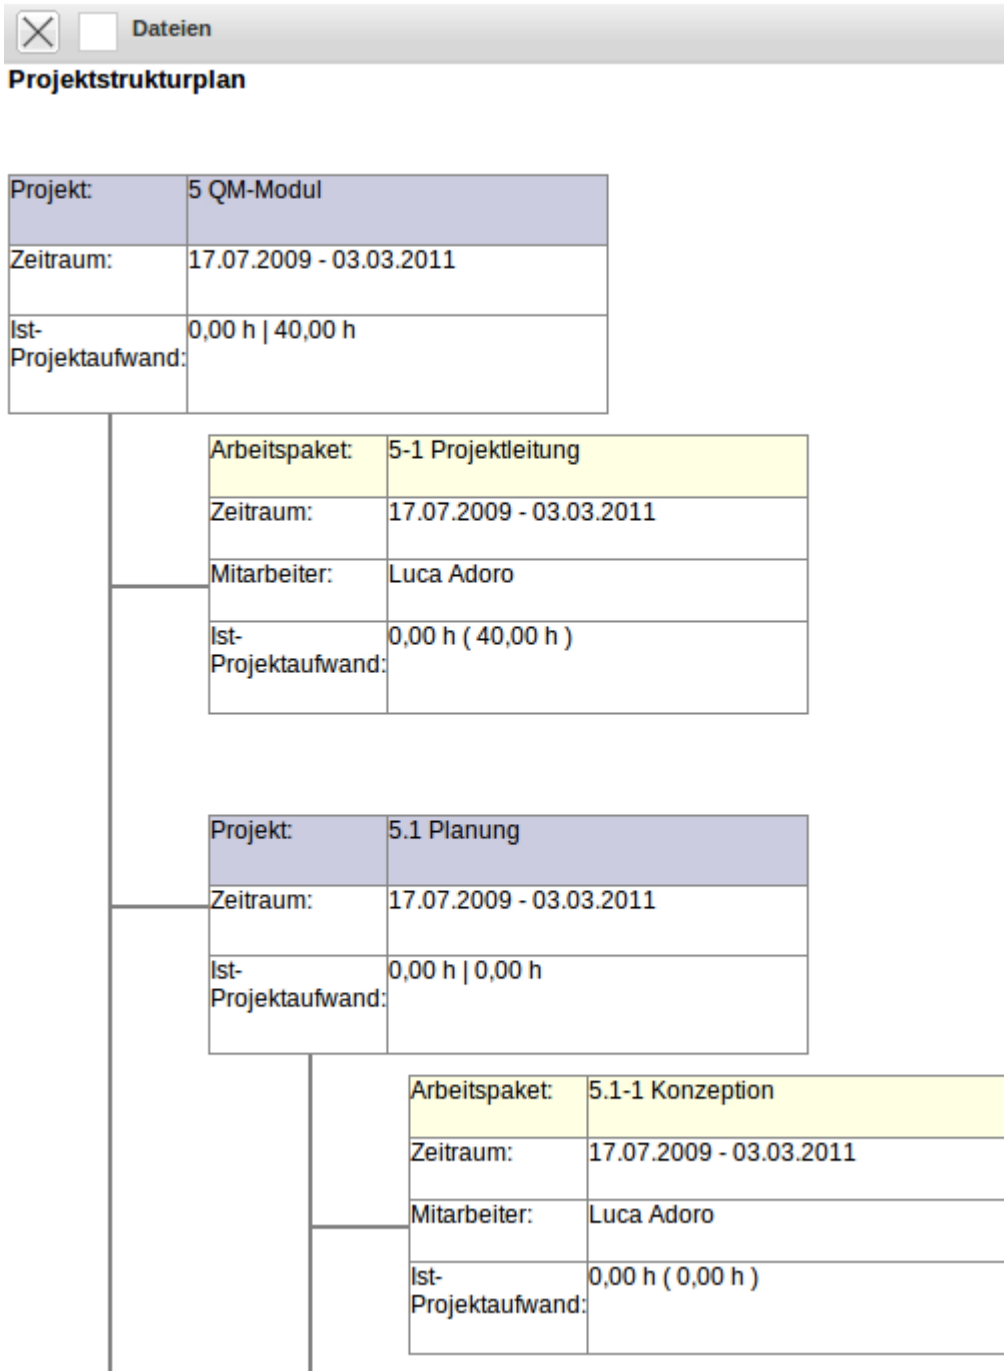 Dateien
Projektstrukturplan
Projekt: 5 QM-Modul
Zeitraum: 17.07.2009 - 03.03.2011
Ist- 0,00 h | 40,00 h
Projektaufwand:
Arbeitspaket: 5-1 Projektleitung
Zeitraum: 17.07.2009 - 03.03.2011
Mitarbeiter: Luca Adoro
Ist- 0,00 h ( 40,00 h )
Projektaufwand:
Projekt: 5.1 Planung
Zeitraum: 17.07.2009 - 03.03.2011
Ist- 0,00 h | 0,00 h
Projektaufwand:
Arbeitspaket: 5.1-1 Konzeption
Zeitraum: 17.07.2009 - 03.03.2011
Mitarbeiter: Luca Adoro
Ist- 0,00 h ( 0,00 h )
Projektaufwand: